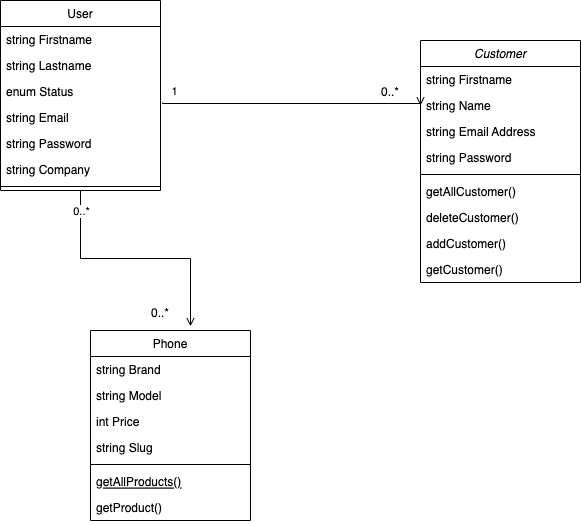 User
string Firstname
string Lastname
enum Status
string Email
string Password
string Company
1
0..*
Customer
string Firstname
string Name
string Email Address
string Password
getAllCustomer()
deleteCustomer()
addCustomer()
getCustomer()
0..*
0..*
Phone
string Brand
string Model
int Price
string Slug
getAllProducts()
getProduct()